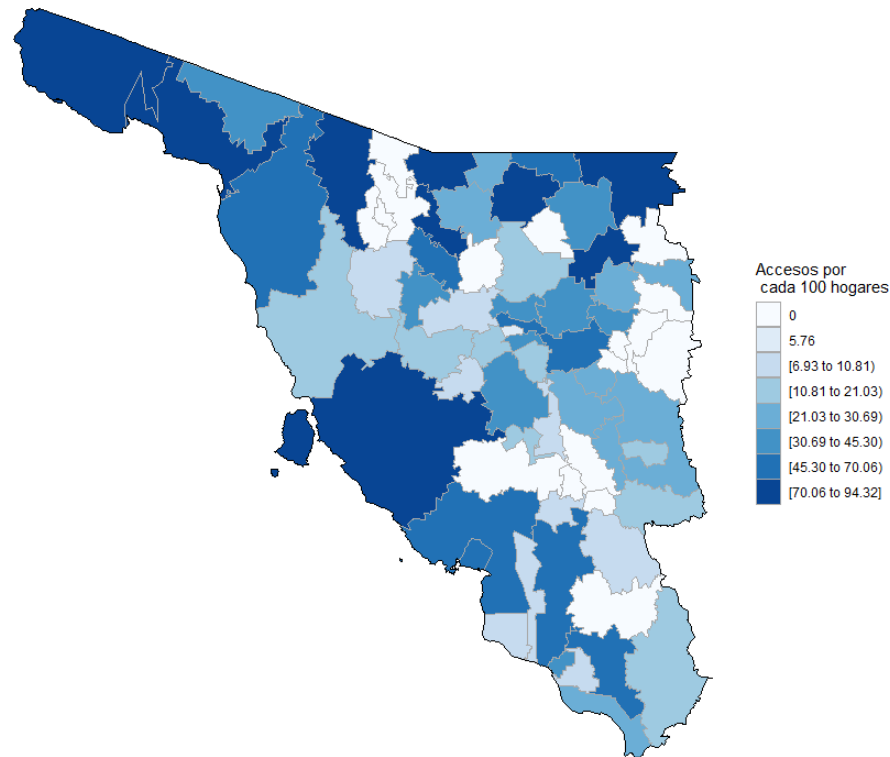 Accesos por
cada 100 hogares
0
5.76
[6.93 to 10.81)
[10.81 to 21.03)
[21.03 to 30.69)
[30.69 to 45.30)
[45.30 to 70.06)
[70.06 to 94.32]